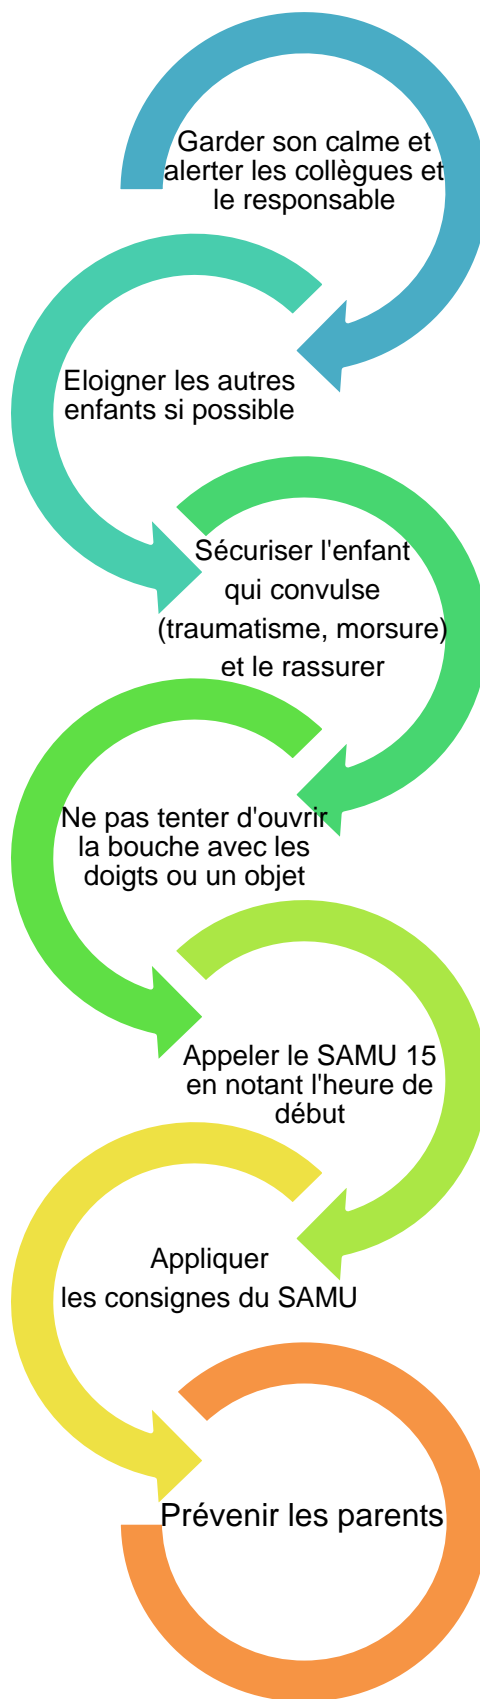 Garder son calme et
alerter les collègues et
le responsable
Eloigner les autres
enfants si possible
Sécuriser l'enfant
qui convulse
(traumatisme, morsure)
et le rassurer
Ne pas tenter d'ouvrir
la bouche avec les
doigts ou un objet
Appeler le SAMU 15
en notant l'heure de
début
Appliquer
les consignes du SAMU
Prévenir les parents